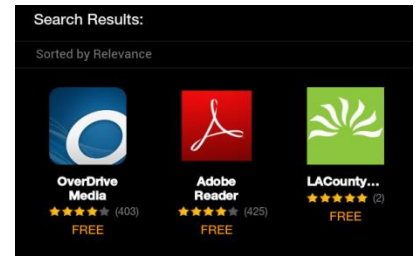 Search Results:
Sorted by Relevance
OverDrive
Media
(403)
FREE
Adobe
Reader
(425)
FREE
LACounty...
(2)
FREE